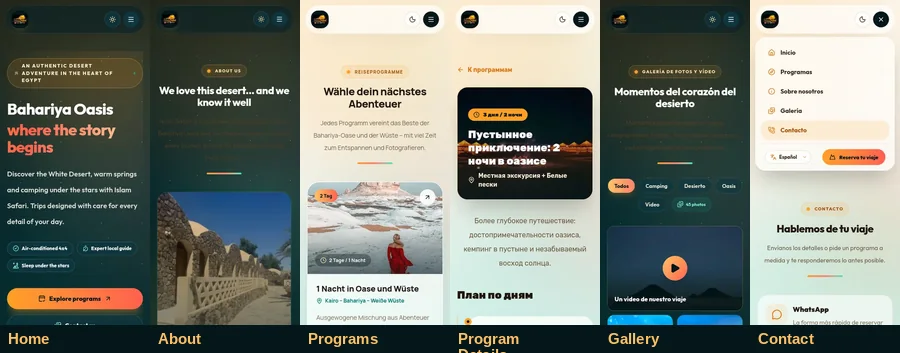 AN AUTHENTIC DESERT
ADVENTURE IN THE HEART OF
EGYPT
Bahariya Oasis
where the story
begins
Discover the White Desert, warm springs
and camping under the stars with Islam
Safari. Trips designed with care for every
detail of your day.
Air-conditioned 4x4
Expert local guide
Sleep under the stars
Explore programs ↗
Home
ABOUT US
We love this desert... and we
know it well
About
REISEPROGRAMME
Wähle dein nächstes
Abenteuer
Jedes Programm vereint das Beste der
Bahariya-Oase und der Wüste – mit viel Zeit
zum Entspannen und Fotografieren.
2 Tag
2 Tage / 1 Nacht
1 Nacht in Oase und Wüste
Kairo - Bahariya - Weiße Wüste
Ausgewogene Mischung aus Abenteuer
Programs
← К программам
3 дня / 2 ночи
Пустынное
приключение: 2
ночи в оазисе
Местная экскурсия + Белые
пески
Более глубокое путешествие:
достопримечательности оазиса,
кемпинг в пустыне и незабываемый
восход солнца.
План по дням
Program
Details
GALERÍA DE FOTOS Y VÍDEO
Momentos del corazón del
desierto
Todos
Camping
Desierto
Oasis
Video
45 photos
Un video de nuestro viaje
Gallery
Inicio
Programas
Sobre nosotros
Galería
Contacto
Español
Reserva tu viaje
CONTACTO
Hablemos de tu viaje
Envíanos los detalles o pide un programa a
medida y te responderemos lo antes posible.
WhatsApp
La forma más rápida de reservar
Contact